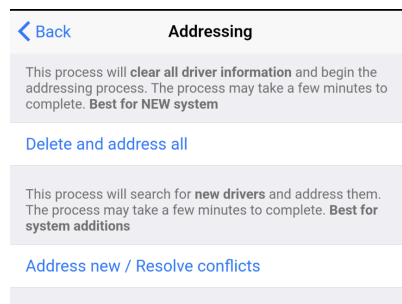 Back
Addressing
This process will clear all driver information and begin the
addressing process. The process may take a few minutes to
complete. Best for NEW system
Delete and address all
This process will search for new drivers and address them.
The process may take a few minutes to complete. Best for
system additions
Address new / Resolve conflicts